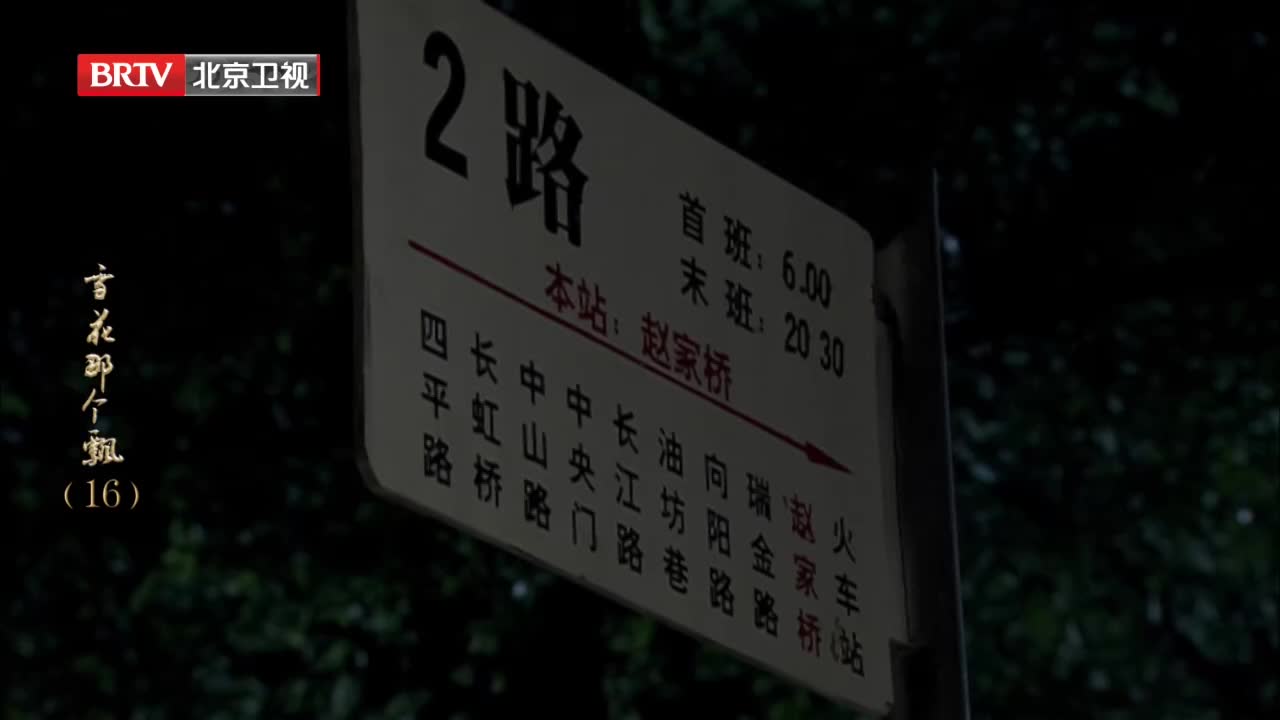 BRTV 北京卫视
雪花那个飘
(16)
2路
首班：6.00
末班：20 30
本站：赵家桥
四平路
长虹桥
中山路
中央门
长江路
油坊巷
向阳路
瑞金路
赵家桥
火车站